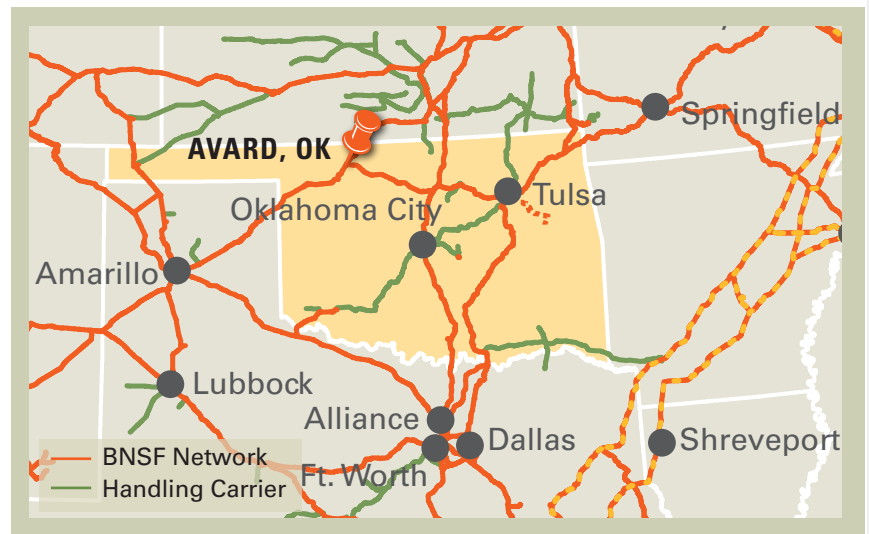 Springfield
AVARD, OK
Tulsa
Oklahoma City
Amarillo
Lubbock
Alliance
Dallas
Shreveport
Ft. Worth
BNSF Network
Handling Carrier